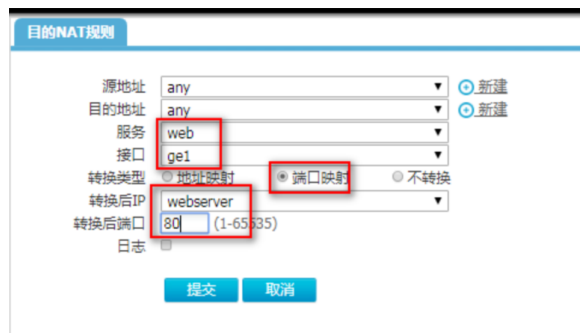 目的NAT规则
源地址 any 新建
目的地址 any 新建
服务 web
接口 ge1
转换类型 地址映射 端口映射 不转换
转换后IP webserver
转换后端口 80 (1-65535)
日志
提交 取消